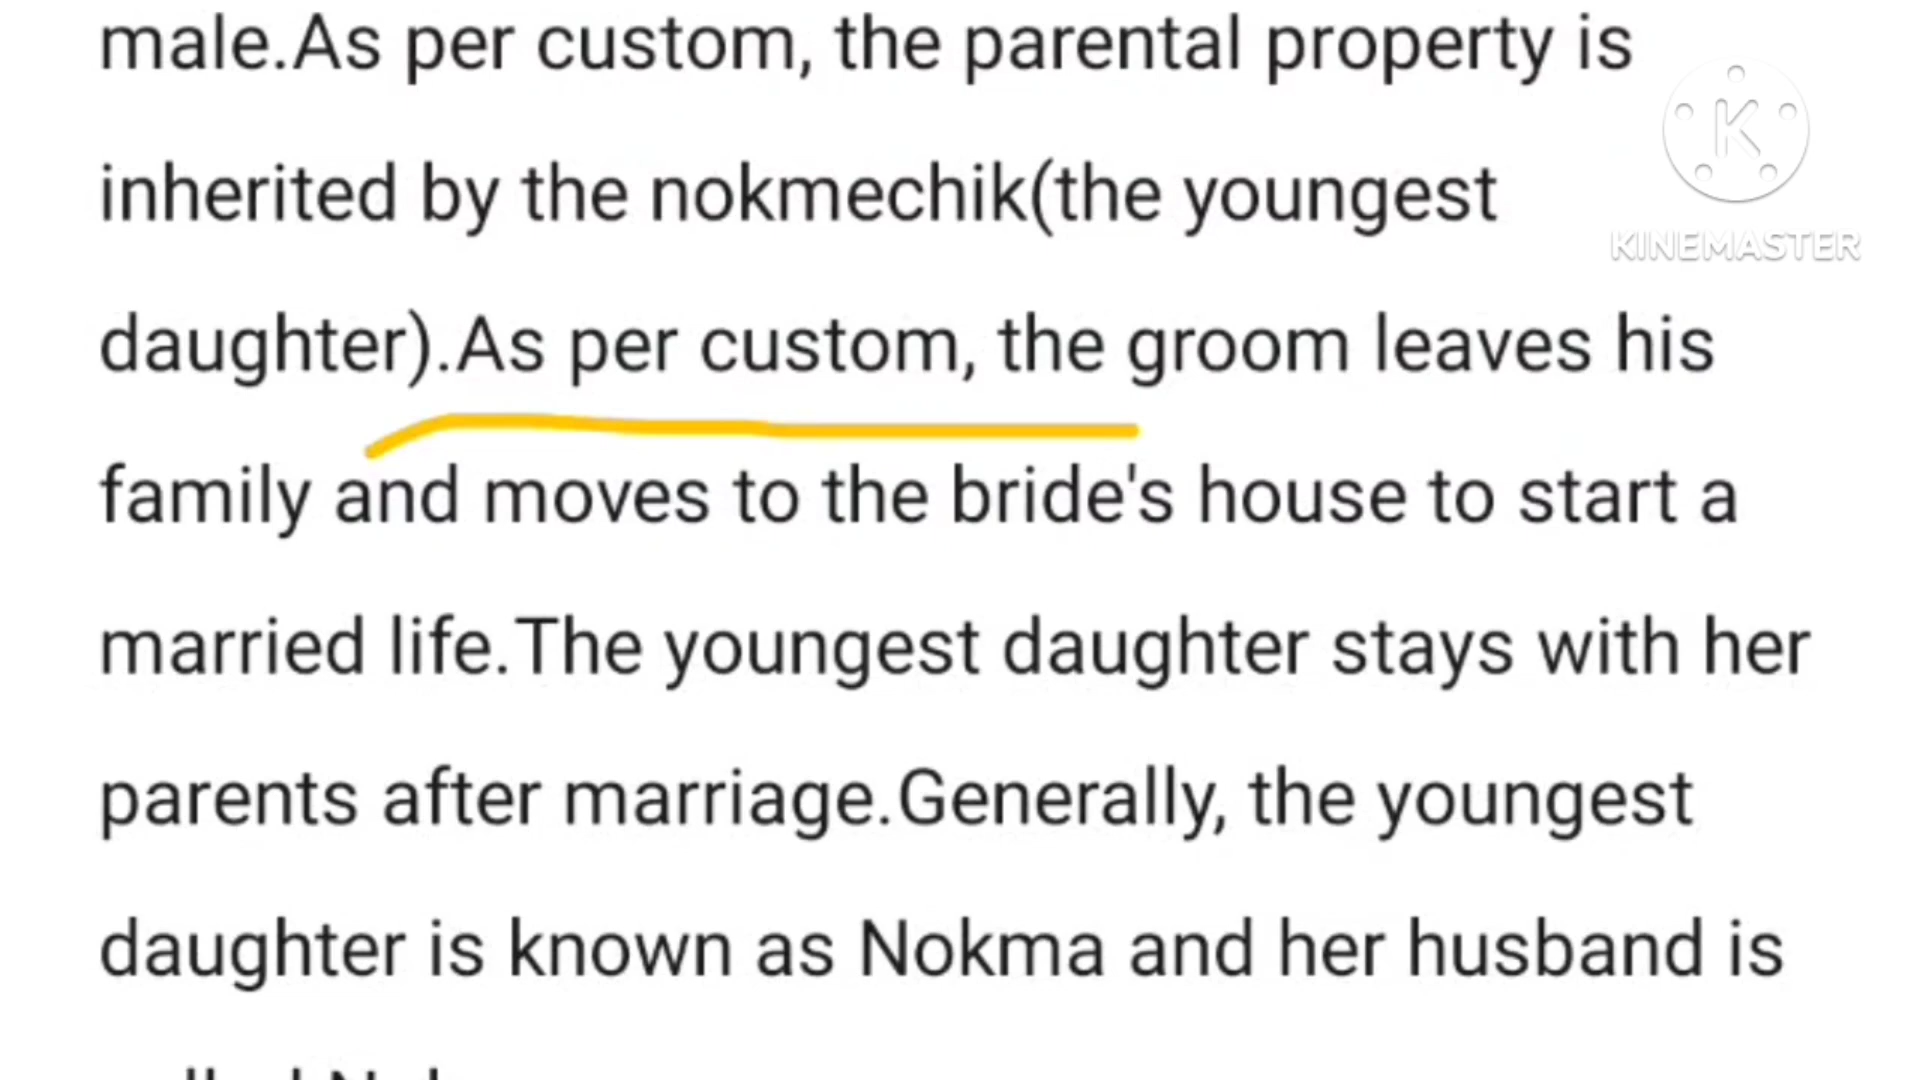 male.As per custom, the parental property is
inherited by the nokmechik(the youngest
daughter).As per custom, the groom leaves his
family and moves to the bride's house to start a
married life.The youngest daughter stays with her
parents after marriage.Generally, the youngest
daughter is known as Nokma and her husband is
K
KINEMASTER